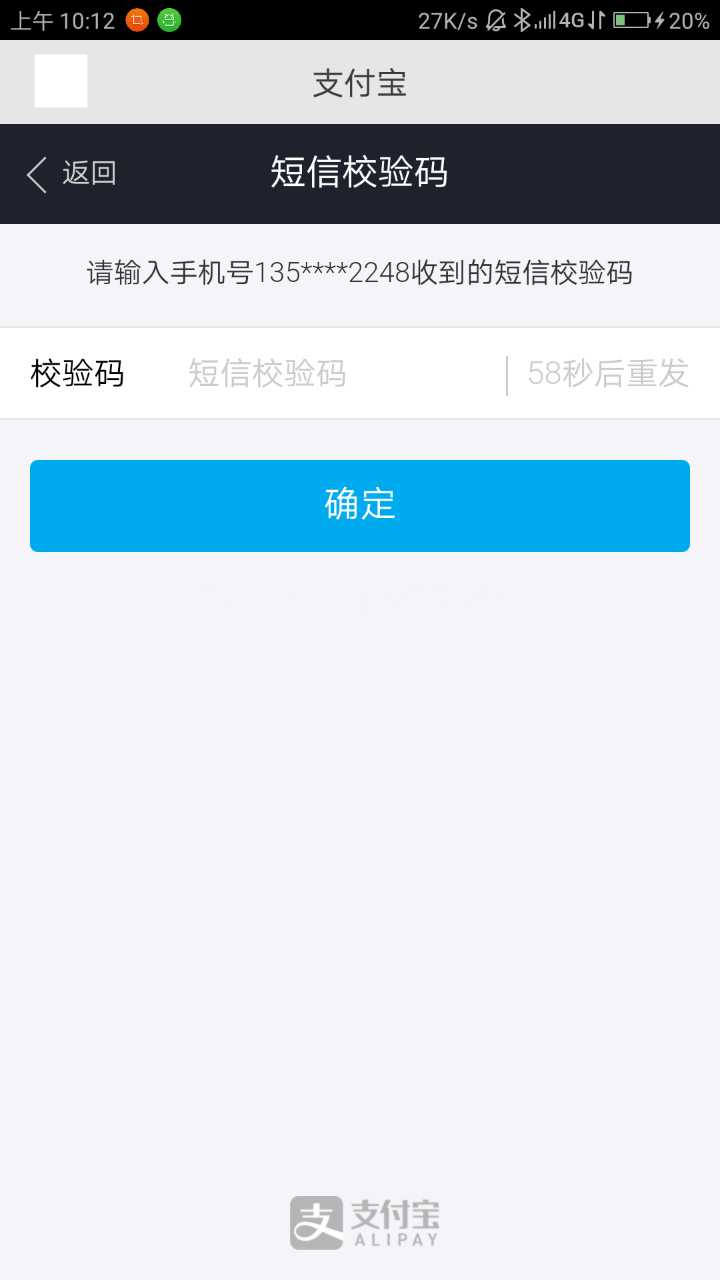 上午 10:12 27K/s 4G 20%
支付宝
返回 短信校验码
请输入手机号135****2248收到的短信校验码
校验码 短信校验码 58秒后重发
确定
支 支付宝
ALIPAY